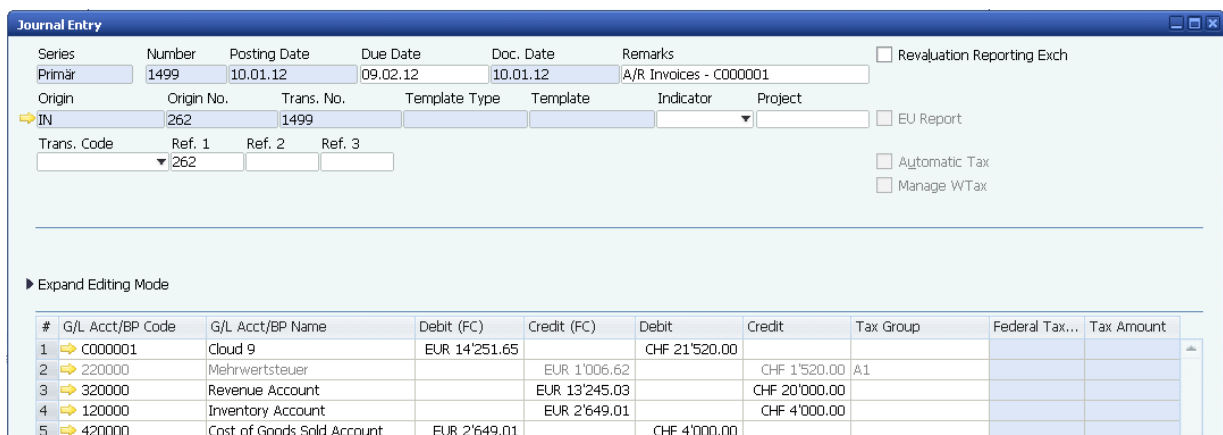 Journal Entry
Series Number Posting Date Due Date Doc. Date Remarks Revaluation Reporting Exch
Primär 1499 10.01.12 09.02.12 10.01.12 A/R Invoices - C000001
Origin Origin No. Trans. No. Template Type Template Indicator Project
IN 262 1499 EU Report
Trans. Code Ref. 1 Ref. 2 Ref. 3
262 Automatic Tax
Manage WTax
Expand Editing Mode
# G/L Acct/BP Code G/L Acct/BP Name Debit (FC) Credit (FC) Debit Credit Tax Group Federal Tax... Tax Amount
1 C000001 Cloud 9 EUR 14'251.65 CHF 21'520.00
2 220000 Mehrwertsteuer EUR 1'006.62 CHF 1'520.00 A1
3 320000 Revenue Account EUR 13'245.03 CHF 20'000.00
4 120000 Inventory Account EUR 2'649.01 CHF 4'000.00
5 420000 Cost of Goods Sold Account EUR 2'649.01 CHF 4'000.00